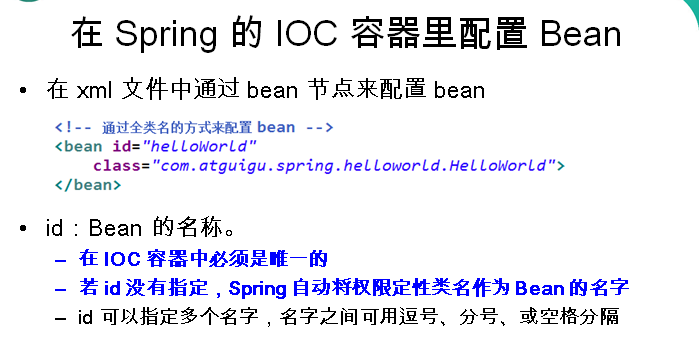 在 Spring 的 IOC 容器里配置 Bean
• 在 xml 文件中通过 bean 节点来配置 bean
<!-- 通过全类名的方式来配置 bean -->
<bean id="helloWorld"
class="com.atguigu.spring.helloworld.HelloWorld">
</bean>
• id：Bean 的名称。
– 在 IOC 容器中必须是唯一的
– 若 id 没有指定，Spring 自动将权限定性类名作为 Bean 的名字
– id 可以指定多个名字，名字之间可用逗号、分号、或空格分隔